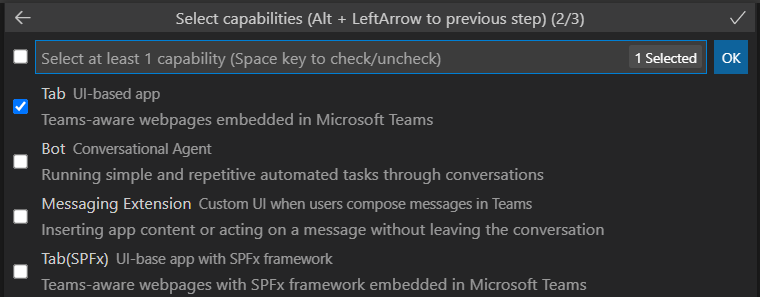 Select capabilities (Alt + LeftArrow to previous step) (2/3)
Select at least 1 capability (Space key to check/uncheck) 1 Selected OK
Tab UI-based app
Teams-aware webpages embedded in Microsoft Teams
Bot Conversational Agent
Running simple and repetitive automated tasks through conversations
Messaging Extension Custom UI when users compose messages in Teams
Inserting app content or acting on a message without leaving the conversation
Tab(SPFx) UI-base app with SPFx framework
Teams-aware webpages with SPFx framework embedded in Microsoft Teams